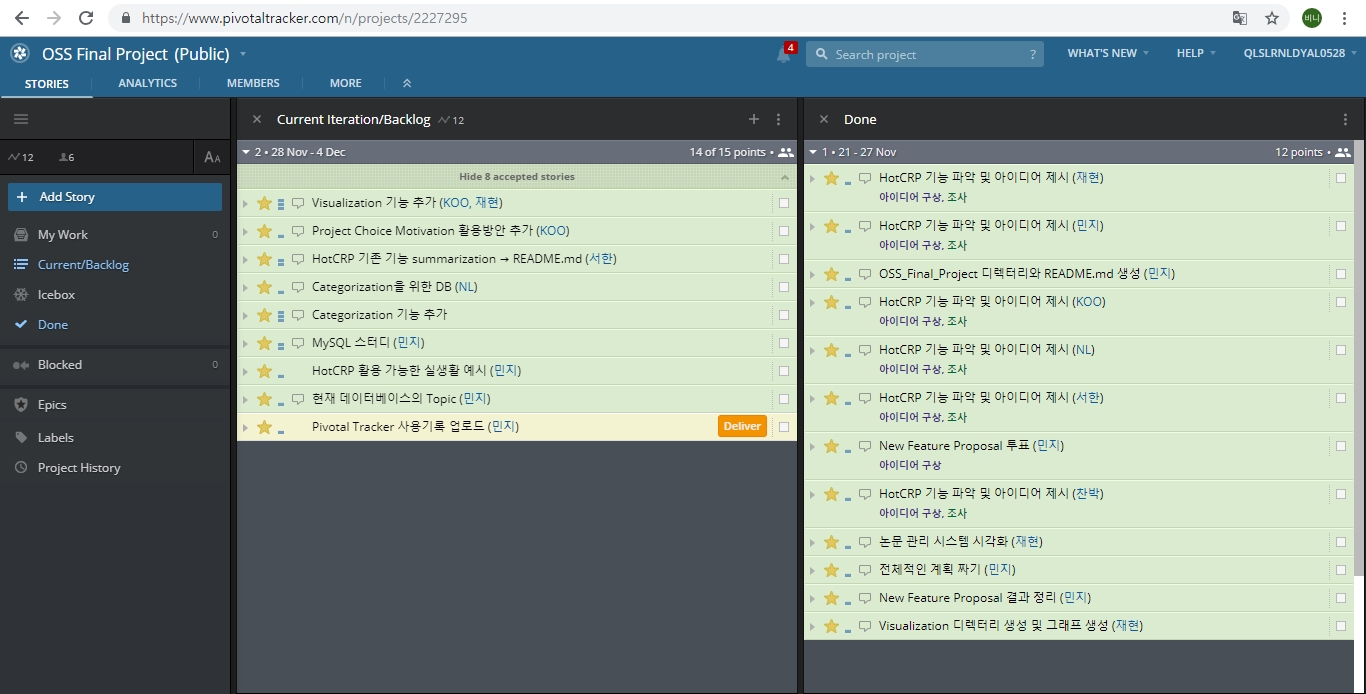 https://www.pivotaltracker.com/n/projects/2227295
비니
OSS Final Project (Public)
4
Search project
?
WHAT'S NEW
HELP
QLSLRNLDYAL0528
STORIES
ANALYTICS
MEMBERS
MORE
12
6
AA
+ Add Story
My Work 0
Current/Backlog
Icebox
Done
Blocked 0
Epics
Labels
Project History
Current Iteration/Backlog 12
2 • 28 Nov - 4 Dec
14 of 15 points •
Hide 8 accepted stories
Visualization 기능 추가 (KOO, 재현)
Project Choice Motivation 활용방안 추가 (KOO)
HotCRP 기존 기능 summarization → README.md (서한)
Categorization을 위한 DB (NL)
Categorization 기능 추가
MySQL 스터디 (민지)
HotCRP 활용 가능한 실생활 예시 (민지)
현재 데이터베이스의 Topic (민지)
Pivotal Tracker 사용기록 업로드 (민지)
Deliver
Done
1 • 21 - 27 Nov
12 points •
HotCRP 기능 파악 및 아이디어 제시 (재현)
아이디어 구상, 조사
HotCRP 기능 파악 및 아이디어 제시 (민지)
아이디어 구상, 조사
OSS_Final_Project 디렉터리와 README.md 생성 (민지)
HotCRP 기능 파악 및 아이디어 제시 (KOO)
아이디어 구상, 조사
HotCRP 기능 파악 및 아이디어 제시 (NL)
아이디어 구상, 조사
HotCRP 기능 파악 및 아이디어 제시 (서한)
아이디어 구상, 조사
New Feature Proposal 투표 (민지)
아이디어 구상
HotCRP 기능 파악 및 아이디어 제시 (찬박)
아이디어 구상, 조사
논문 관리 시스템 시각화 (재현)
전체적인 계획 짜기 (민지)
New Feature Proposal 결과 정리 (민지)
Visualization 디렉터리 생성 및 그래프 생성 (재현)